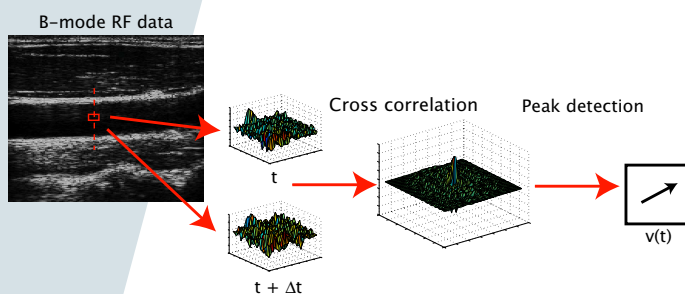 B-mode RF data
Cross correlation
Peak detection
t
t + Δt
v(t)